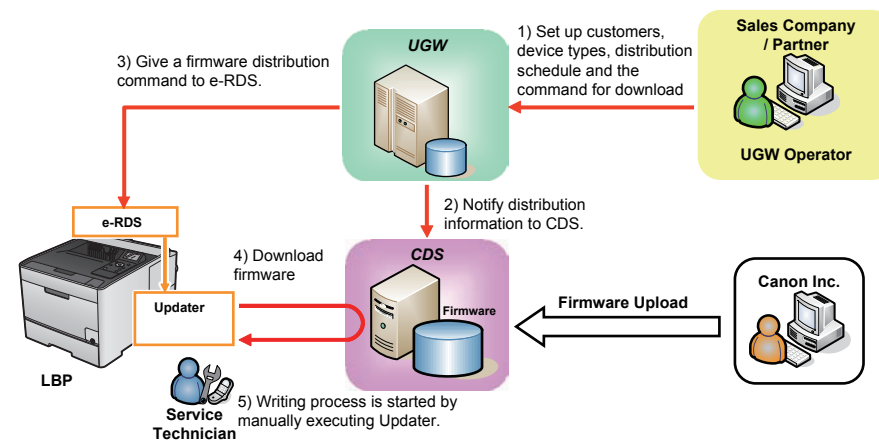 1) Set up customers,
device types, distribution
schedule and the
command for download
Sales Company
/ Partner
UGW Operator
UGW
3) Give a firmware distribution
command to e-RDS.
2) Notify distribution
information to CDS.
e-RDS
4) Download
firmware
CDS
Firmware
Updater
Firmware Upload
Canon Inc.
LBP
Service
Technician
5) Writing process is started by
manually executing Updater.